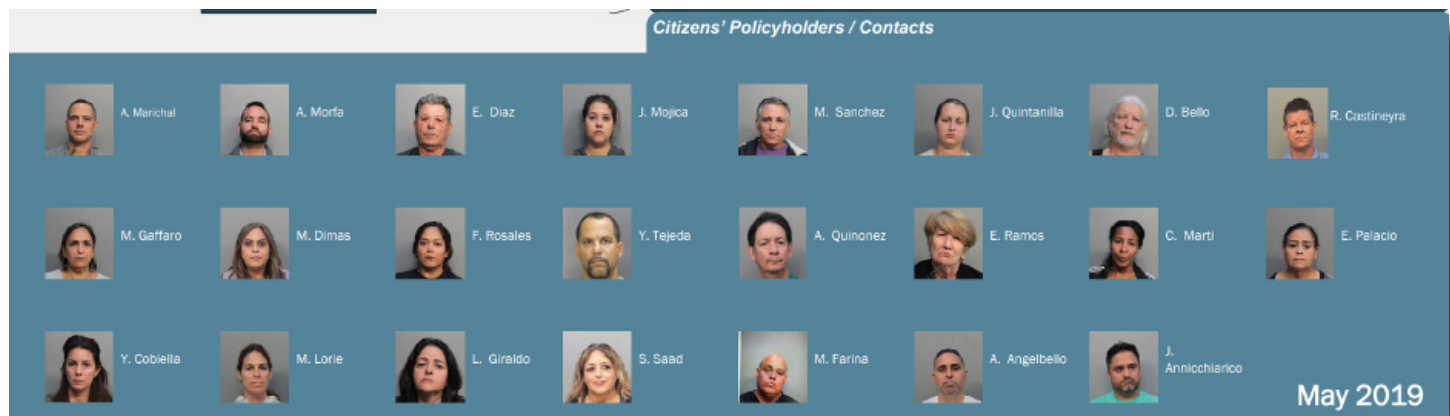 Citizens' Policyholders / Contacts
A. Marichal
A. Morfa
E. Diaz
J. Mojica
M. Sanchez
J. Quintanilla
D. Bello
R. Castineyra
M. Gaffaro
M. Dimas
F. Rosales
Y. Tejeda
A. Quinonez
E. Ramos
C. Marti
E. Palacio
Y. Cobiella
M. Lorie
L. Giraldo
S. Saad
M. Farina
A. Angelbello
J.
Annicchiarico
May 2019